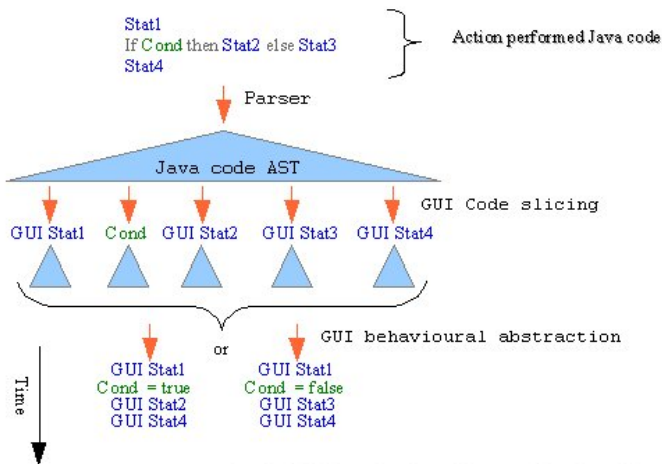 Stat1
If Cond then Stat2 else Stat3
Stat4
Action performed Java code
Parser
Java code AST
GUI Code slicing
GUI Stat1 Cond GUI Stat2 GUI Stat3 GUI Stat4
GUI behavioural abstraction
or
GUI Stat1
Cond = true
GUI Stat2
GUI Stat4
GUI Stat1
Cond = false
GUI Stat3
GUI Stat4
Time